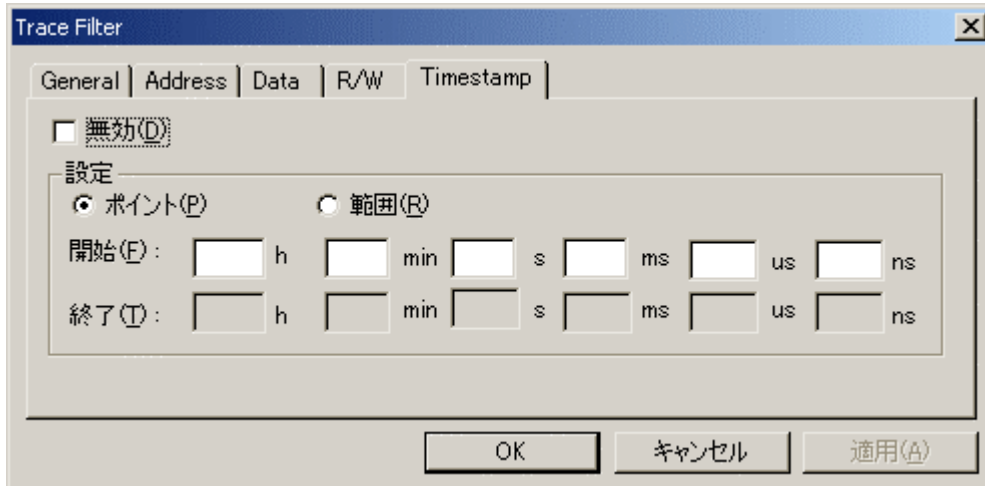 Trace Filter
General Address Data R/W Timestamp
無効(D)
設定
ポイント(P) 範囲(R)
開始(F): h min s ms us ns
終了(T): h min s ms us ns
OK キャンセル 適用(A)